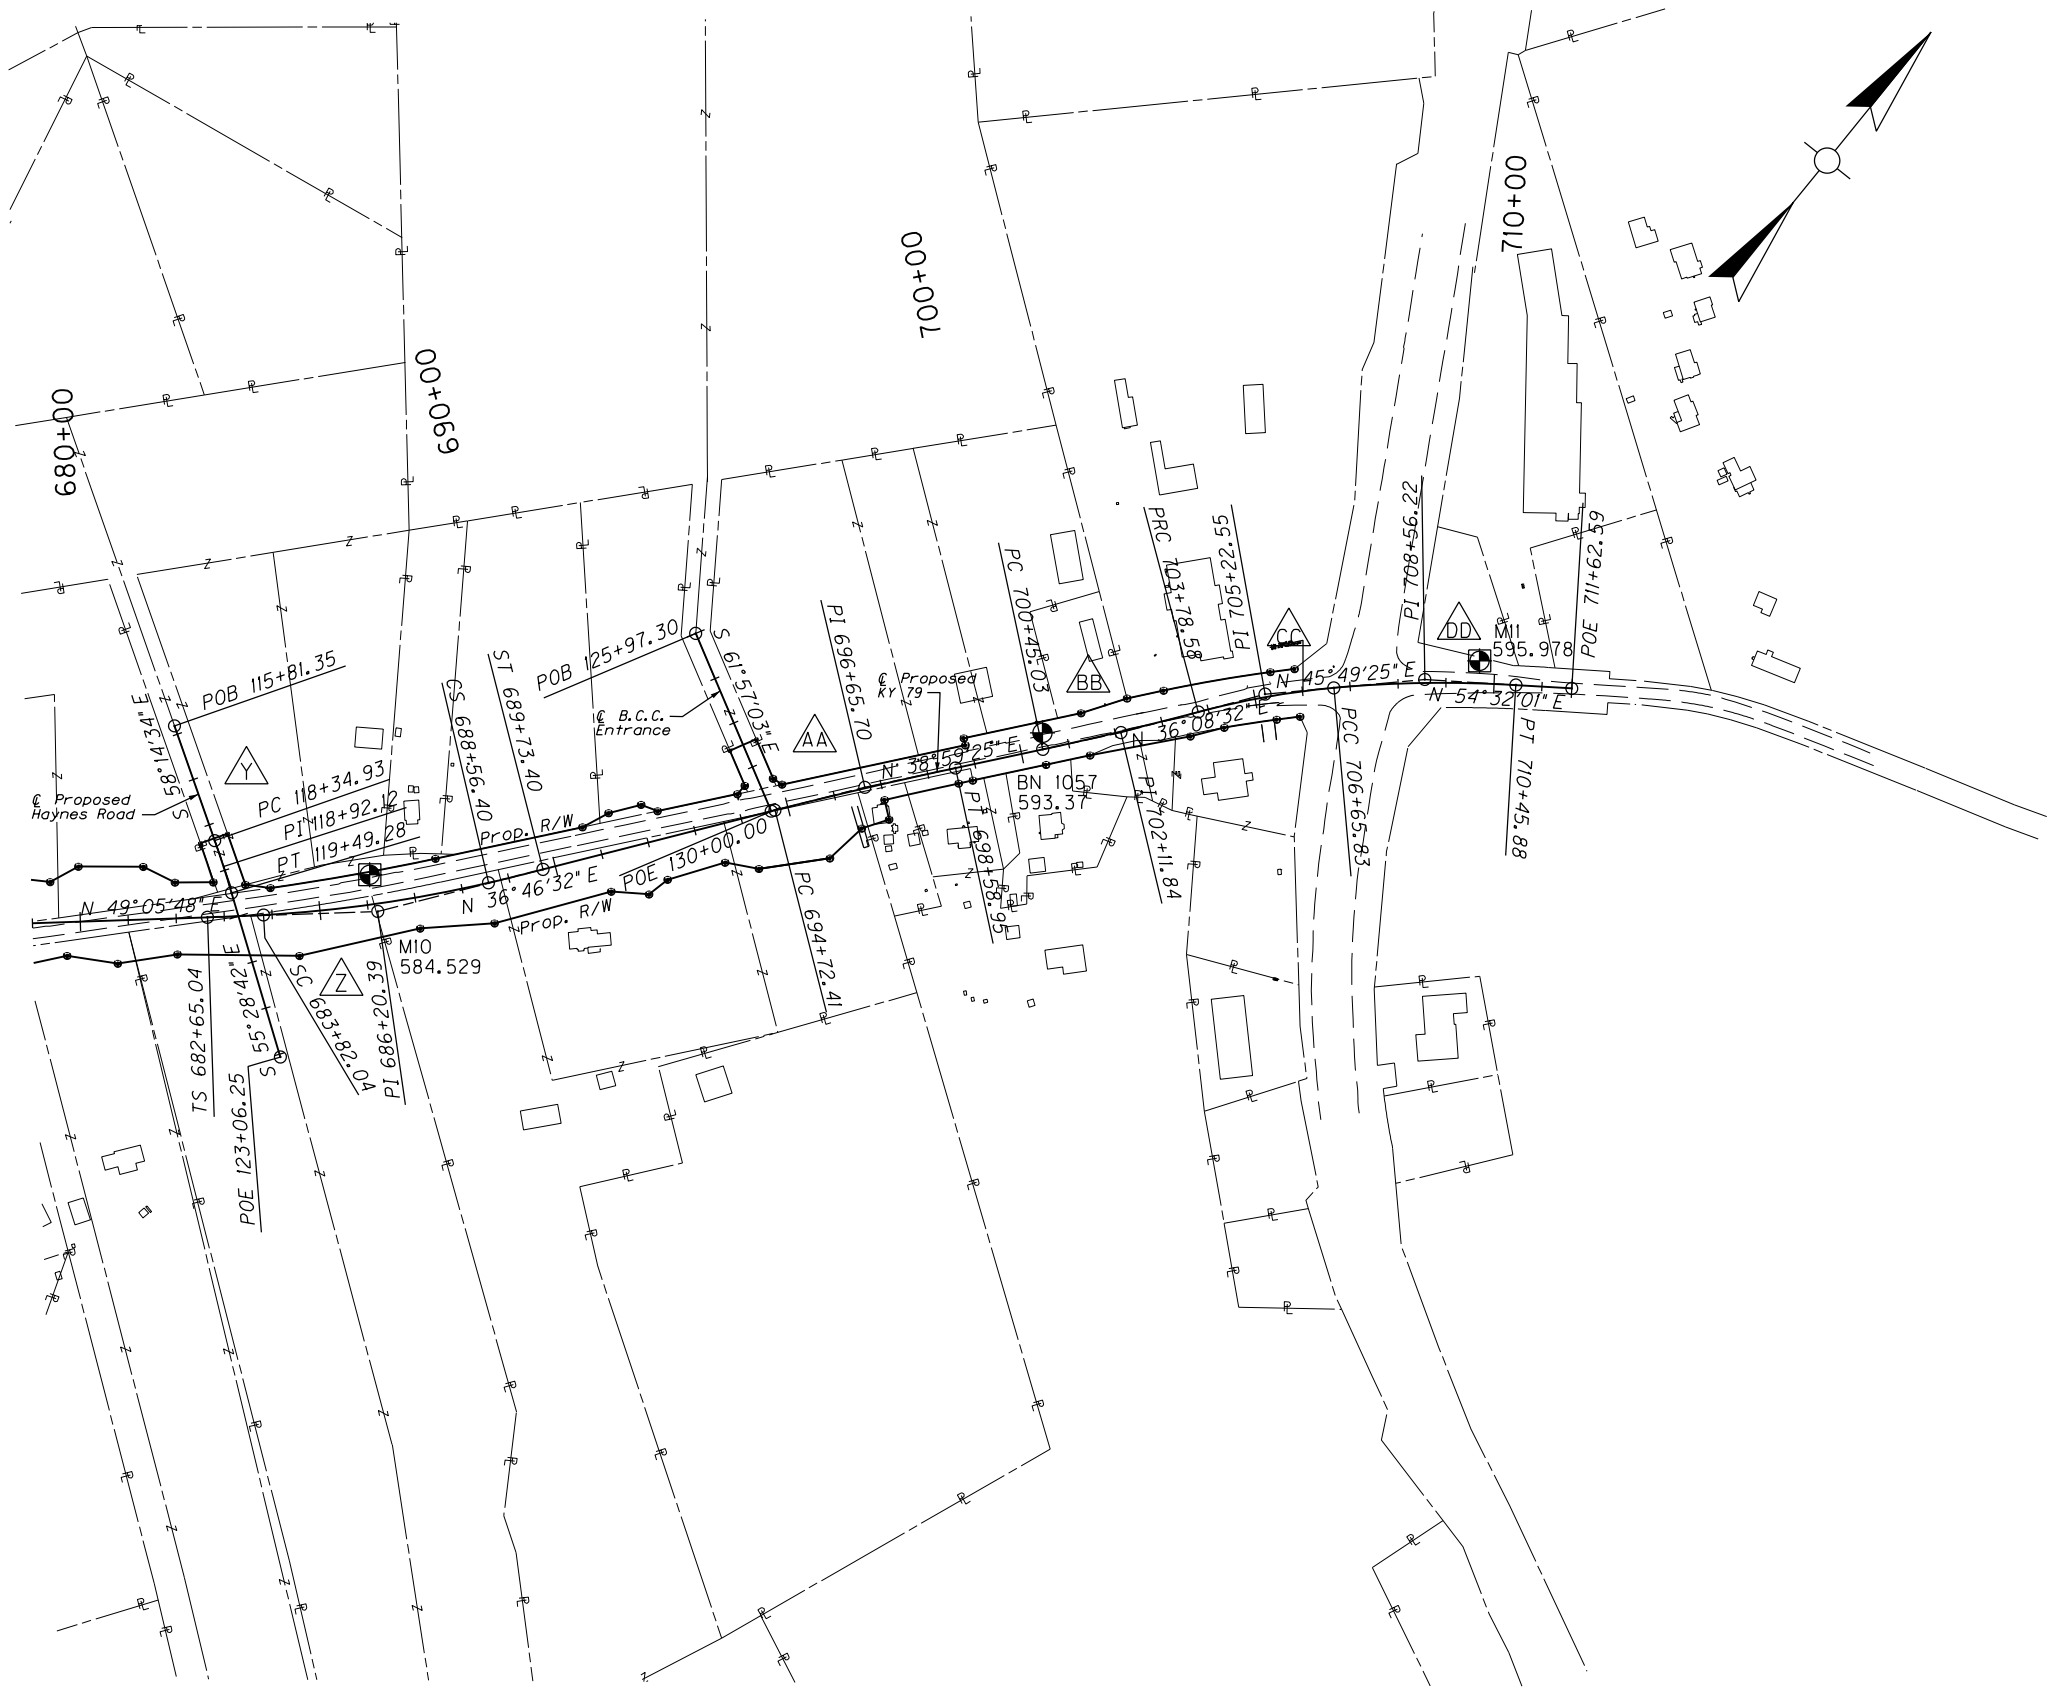 680+00
690+00
700+00
710+00
S 58°14'34" E
POB 115+81.35
Y
℄ Proposed
Haynes Road
PC 118+34.93
PI 118+92.12
PT 119+49.28
N 49°05'48" E
TS 682+65.04
POE 123+06.25
S 55°28'42" E
SC 683+82.04
Z
PI 686+20.39
M10
584.529
CS 688+56.40
ST 689+73.40
N 36°46'32" E
Prop. R/W
Prop. R/W
POE 130+00.00
POB 125+97.30
S 61°57'03" E
℄ B.C.C.
Entrance
AA
PC 694+72.41
PI 696+65.70
℄ Proposed
KY 79
N 38°59'25" E
PT 698+58.95
BN 1057
593.37
PC 700+45.03
BB
PI 702+11.84
N 36°08'32" E
PRC 703+78.58
PI 705+22.55
CC
N 45°49'25" E
PCC 706+65.83
PI 708+56.22
DD
M11
595.978
N 54°32'01" E
PT 710+45.88
POE 711+62.59